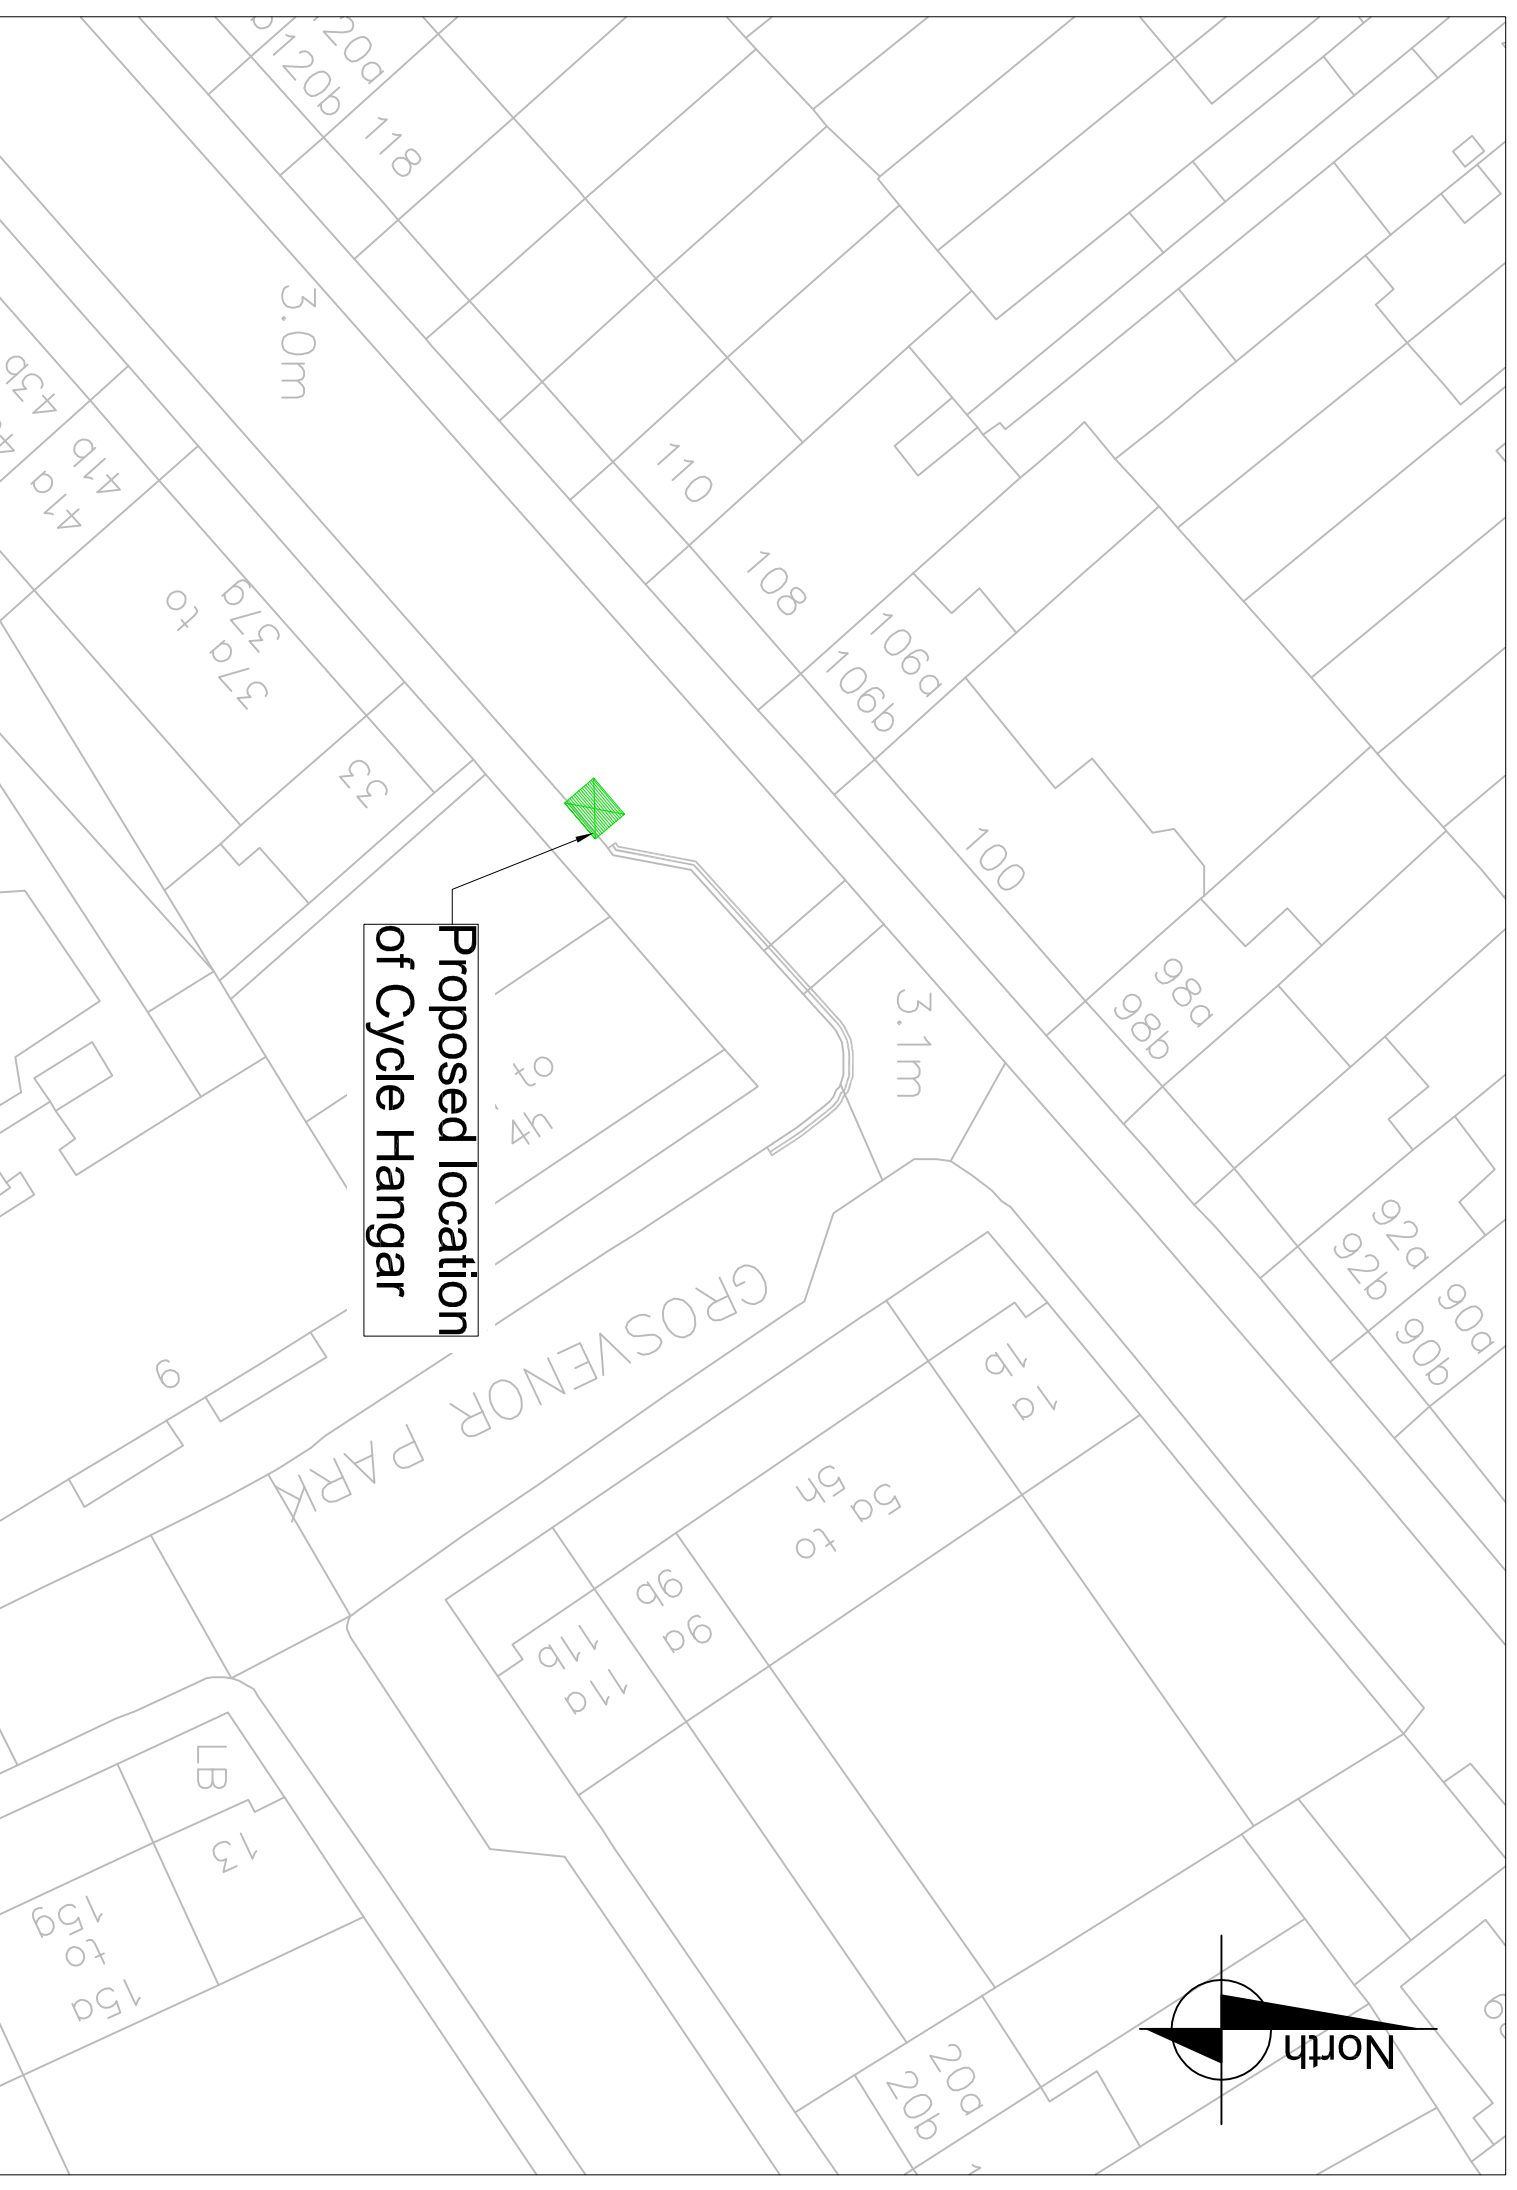 Proposed location
of Cycle Hangar
North
GROSVENOR PARK
3.0m
3.1m
120a
120b
118
110
108
106a
106b
100
98a
98b
92a
92b
90a
90b
43b
41b
41a
37a
to
37g
33
to
4h
9
1a
1b
5a
to
5h
9a
9b
11a
11b
LB
13
15a
to
15g
20a
20b